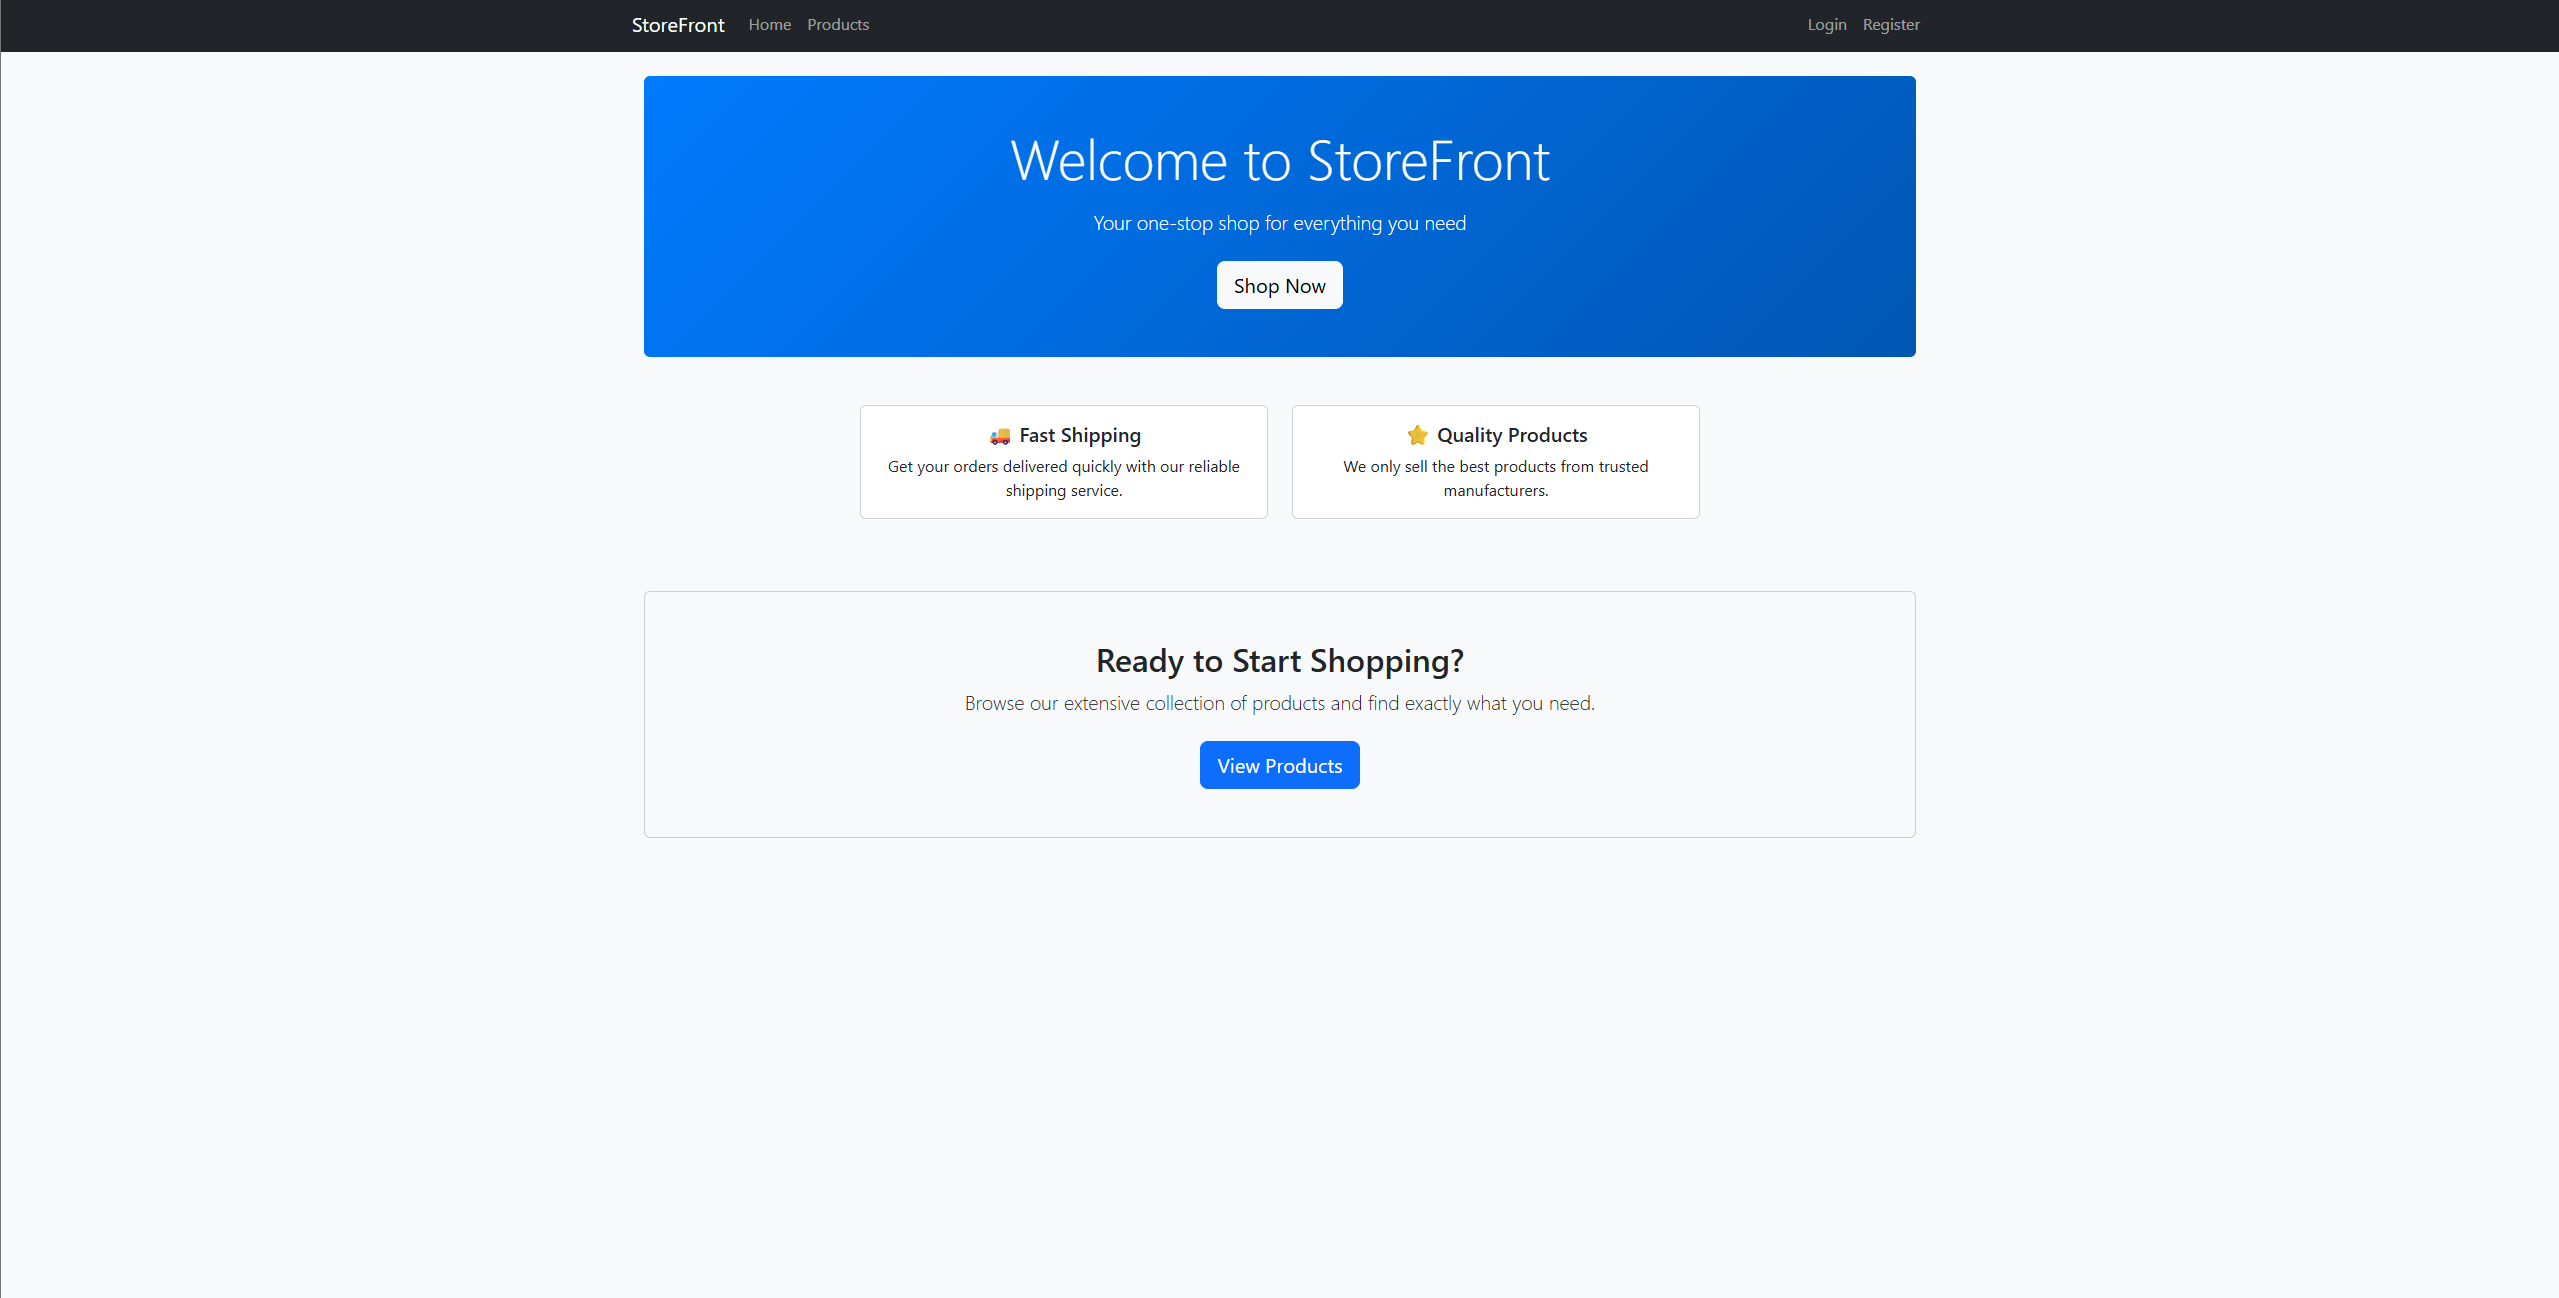 StoreFront Home Products Login Register
Welcome to StoreFront
Your one-stop shop for everything you need
Shop Now
🚚 Fast Shipping
Get your orders delivered quickly with our reliable
shipping service.
⭐ Quality Products
We only sell the best products from trusted
manufacturers.
Ready to Start Shopping?
Browse our extensive collection of products and find exactly what you need.
View Products